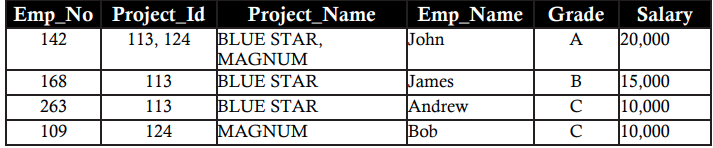 Emp_No Project_Id Project_Name Emp_Name Grade Salary
142 113, 124 BLUE STAR, MAGNUM John A 20,000
168 113 BLUE STAR James B 15,000
263 113 BLUE STAR Andrew C 10,000
109 124 MAGNUM Bob C 10,000